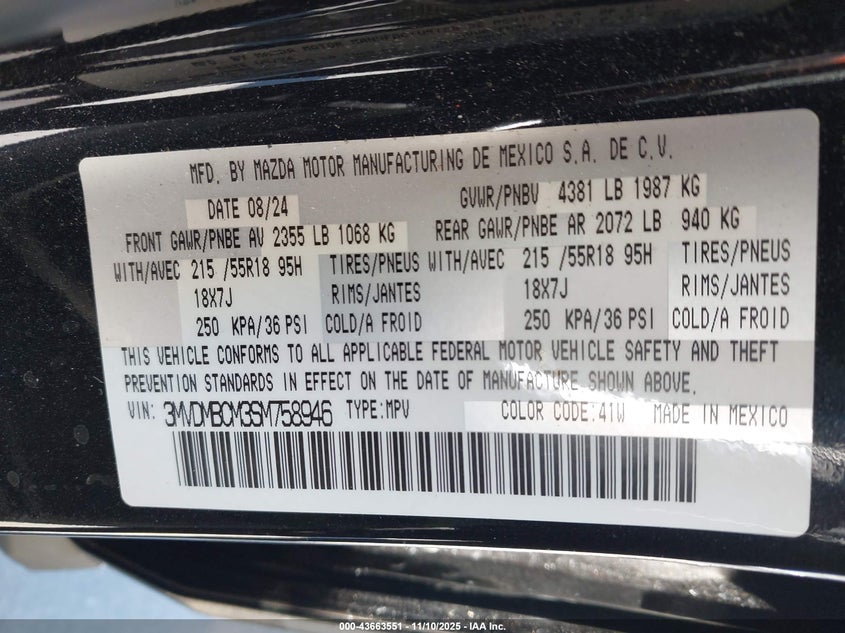 MFD. BY MAZDA MOTOR MANUFACTURING DE MEXICO S.A. DE C.V.
DATE 08/24 GVWR/PNBV 4381 LB 1987 KG
FRONT GAWR/PNBE AV 2355 LB 1068 KG REAR GAWR/PNBE AR 2072 LB 940 KG
WITH/AVEC 215 /55R18 95H TIRES/PNEUS WITH/AVEC 215 /55R18 95H TIRES/PNEUS
18X7J RIMS/JANTES 18X7J RIMS/JANTES
250 KPA/36 PSI COLD/A FROID 250 KPA/36 PSI COLD/A FROID
THIS VEHICLE CONFORMS TO ALL APPLICABLE FEDERAL MOTOR VEHICLE SAFETY AND THEFT
PREVENTION STANDARDS IN EFFECT ON THE DATE OF MANUFACTURE SHOWN ABOVE.
VIN: 3MVDMBCM3SM758946 TYPE:MPV COLOR CODE:41W MADE IN MEXICO
000-43663551 - 11/10/2025 - IAA Inc.